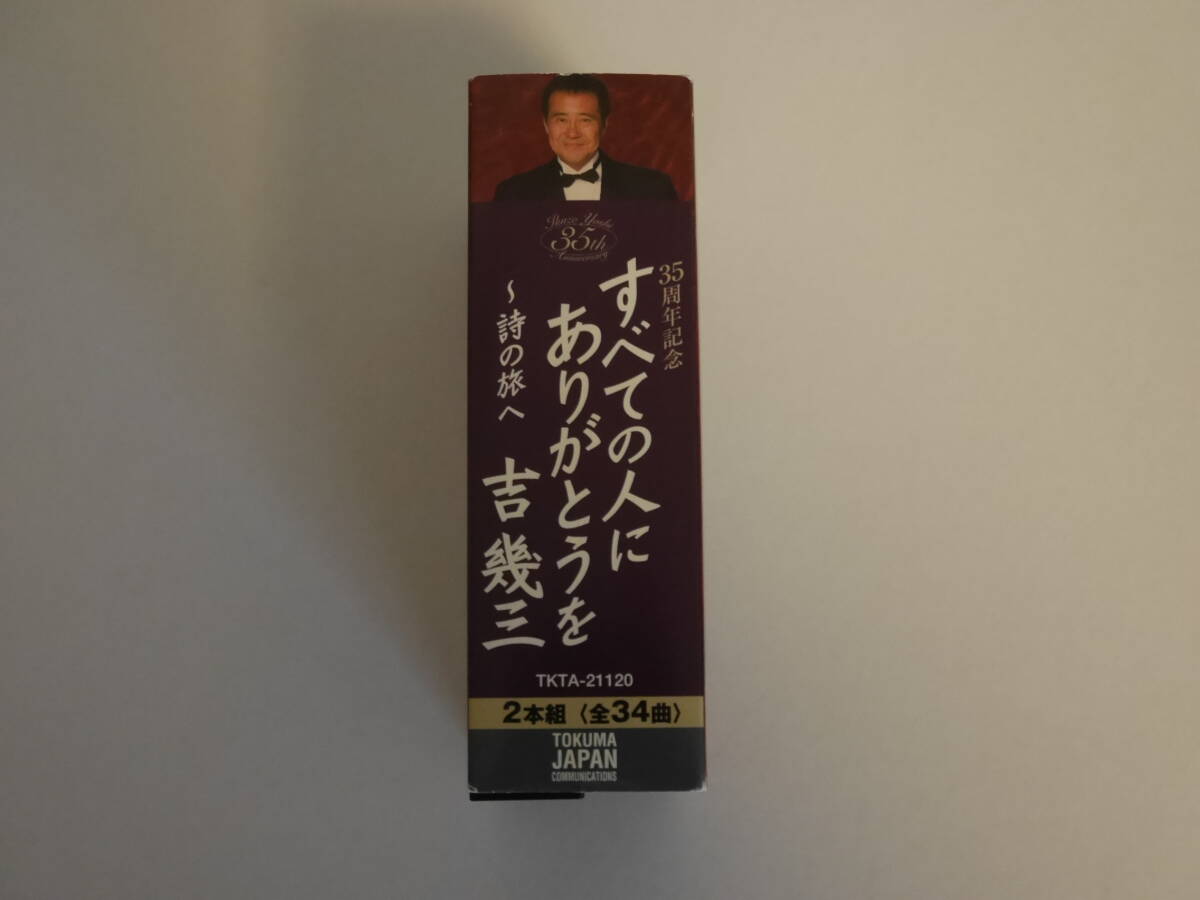 Ikuzo Yoshi
35th
Anniversary
35周年記念
すべての人に
ありがとうを
〜詩の旅へ
吉幾三
TKTA-21120
2本組〈全34曲〉
TOKUMA
JAPAN
COMMUNICATIONS